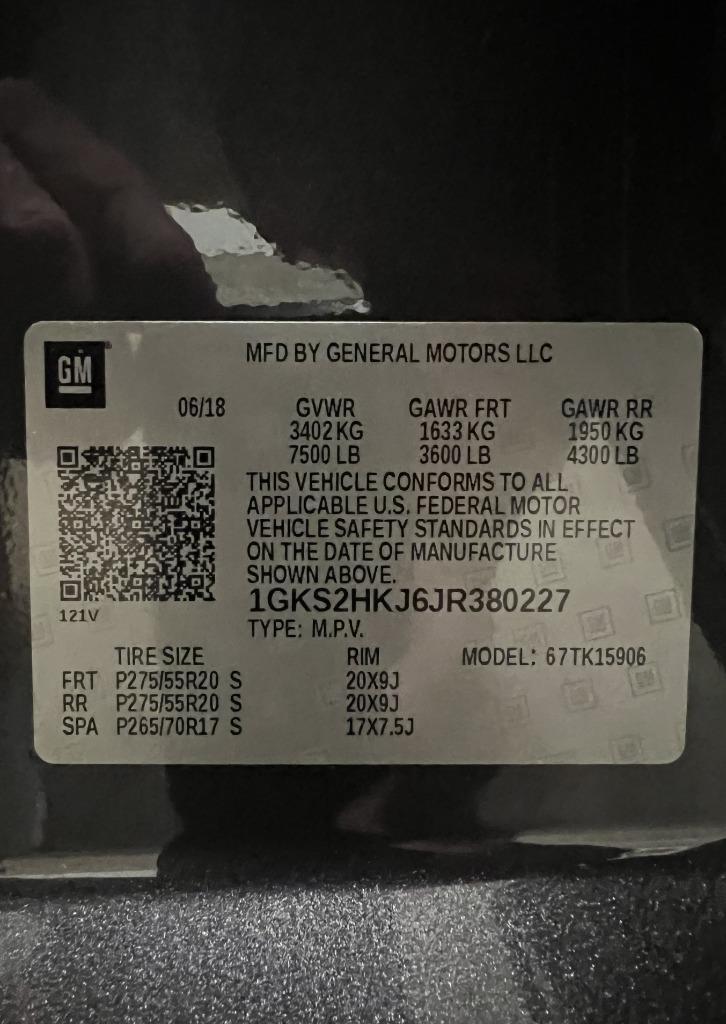 GM
MFD BY GENERAL MOTORS LLC
06/18 GVWR GAWR FRT GAWR RR
3402 KG 1633 KG 1950 KG
7500 LB 3600 LB 4300 LB
THIS VEHICLE CONFORMS TO ALL
APPLICABLE U.S. FEDERAL MOTOR
VEHICLE SAFETY STANDARDS IN EFFECT
ON THE DATE OF MANUFACTURE
SHOWN ABOVE.
1GKS2HKJ6JR380227
121V
TYPE: M.P.V.
TIRE SIZE RIM MODEL: 67TK15906
FRT P275/55R20 S 20X9J
RR P275/55R20 S 20X9J
SPA P265/70R17 S 17X7.5J